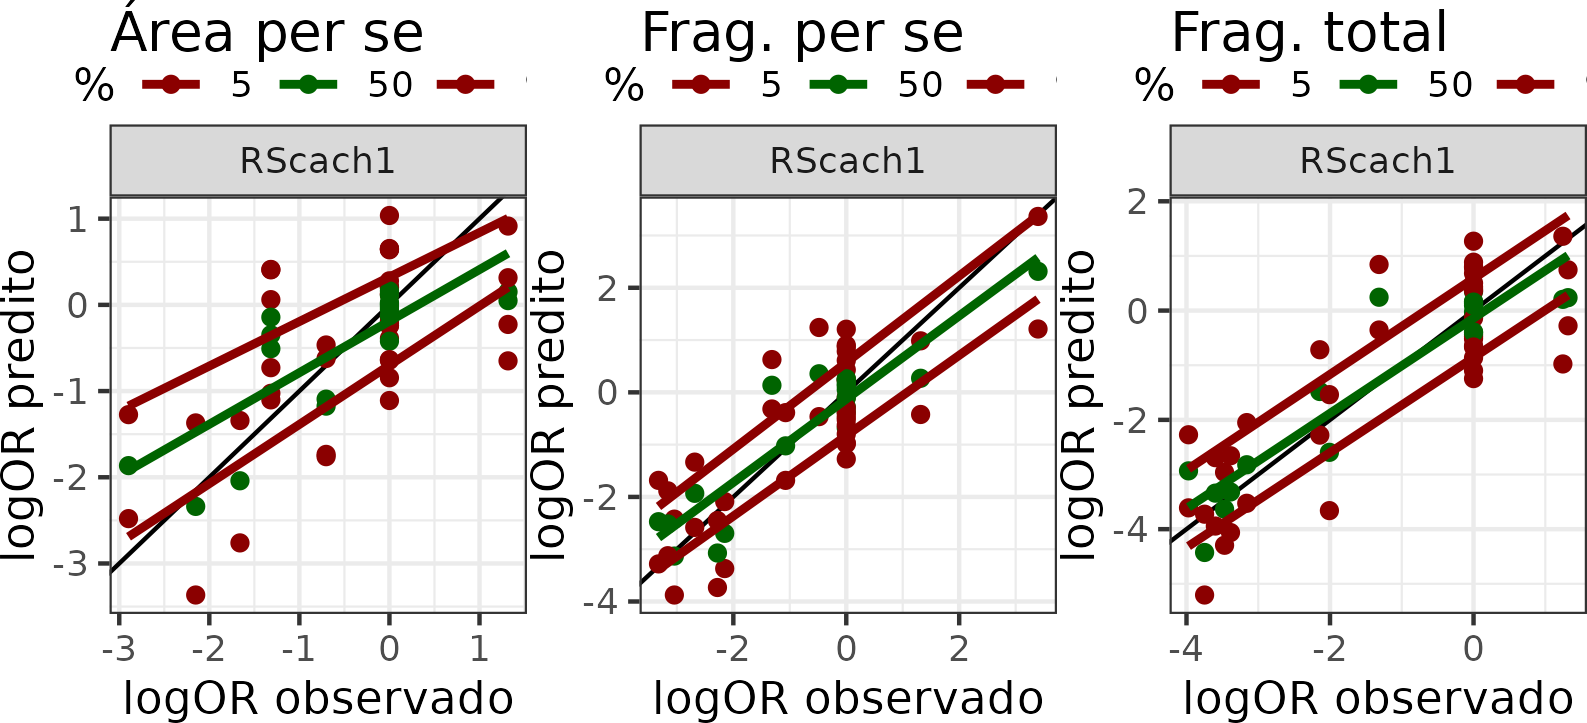 Área per se
% 5 50
RScach1
1
0
-1
-2
-3
logOR predito
-3 -2 -1 0 1
logOR observado
Frag. per se
% 5 50
RScach1
2
0
-2
-4
logOR predito
-2 0 2
logOR observado
Frag. total
% 5 50
RScach1
2
0
-2
-4
logOR predito
-4 -2 0
logOR observado